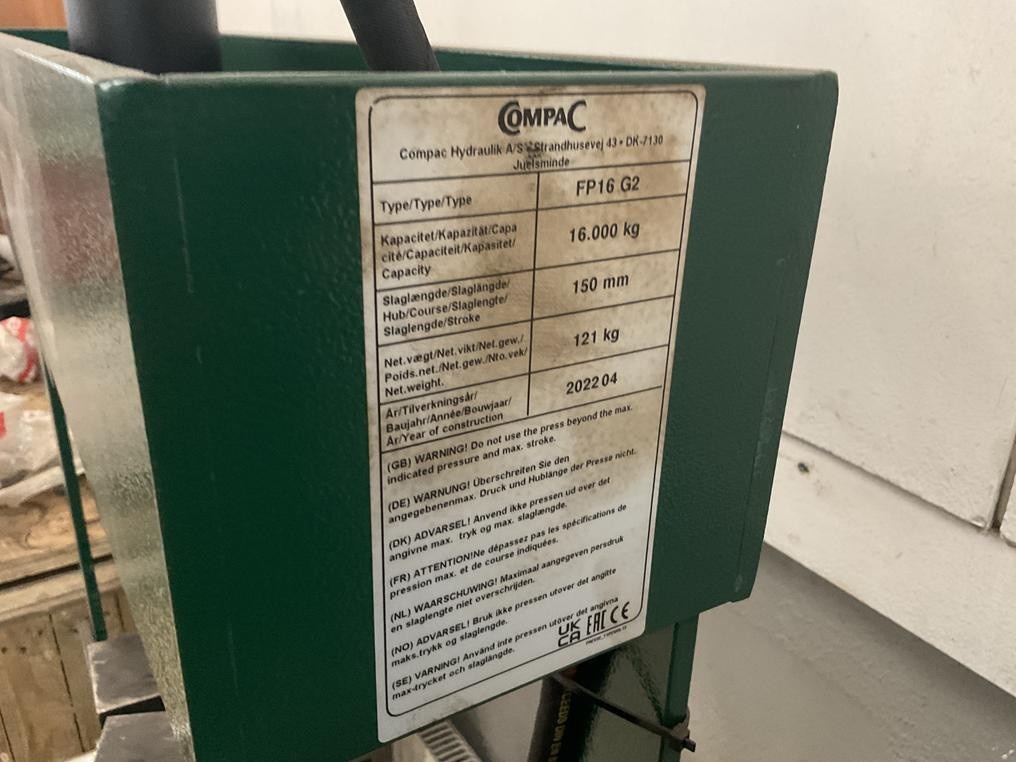 COMPAC
Compac Hydraulik A/S Strandhusevej 43 • DK-7130
Juelsminde
Type/Type/Type
FP16 G2
Kapacitet/Kapazität/Capa
cité/Capaciteit/Kapasitet/
Capacity
16.000 kg
Slaglængde/Slaglängde/
Hub/Course/Slaglengte/
Slaglengde/Stroke
150 mm
Net.vægt/Net.vikt/Net.gew./
Poids.net./Net.gew./Nto.vek/
Net.weight.
121 kg
År/Tilverkningsår/
Baujahr/Année/Bouwjaar/
År/Year of construction
202204
(GB) WARNING! Do not use the press beyond the max.
indicated pressure and max. stroke.
(DE) WARNUNG! Überschreiten Sie den
angegebenenmax. Druck und Hublänge der Presse nicht.
(DK) ADVARSEL! Anvend ikke pressen ud over det
angivne max. tryk og max. slaglængde.
(FR) ATTENTION!Ne dépassez pas les spécifications de
pression max. et de course indiquées.
(NL) WAARSCHUWING! Maximaal aangegeven persdruk
en slaglengte niet overschrijden.
(NO) ADVARSEL! Bruk ikke pressen utover det angitte
maks.trykk og slaglengde.
(SE) VARNING! Använd inte pressen utöver det angivna
max-trycket och slaglängde.
UK
CA EAC CE